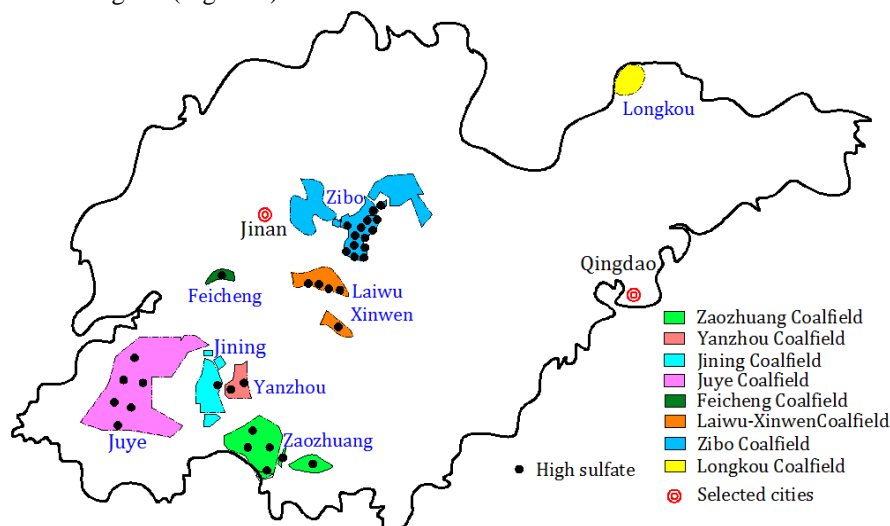 Longkou
Zibo
Jinan
Qingdao
Feicheng
Laiwu
Xinwen
Jining
Yanzhou
Juye
Zaozhuang
Zaozhuang Coalfield
Yanzhou Coalfield
Jining Coalfield
Juye Coalfield
Feicheng Coalfield
Laiwu-XinwenCoalfield
Zibo Coalfield
Longkou Coalfield
High sulfate
Selected cities